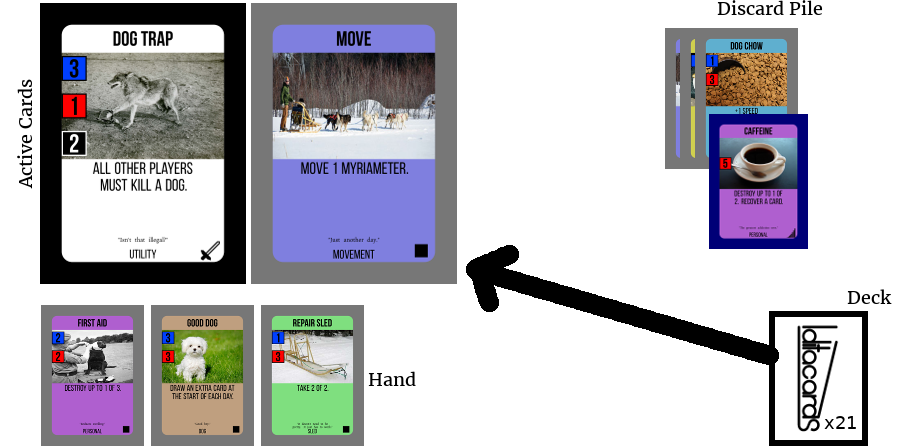 Discard Pile
Active Cards
DOG TRAP
3
1
2
ALL OTHER PLAYERS
MUST KILL A DOG.
"Isn't that illegal?"
UTILITY
MOVE
MOVE 1 MYRIAMETER.
"Just another day."
MOVEMENT
DOG CHOW
1
3
+1 SPEED
CAFFEINE
5
DESTROY UP TO 1 OF
2. RECOVER A CARD.
PERSONAL
Deck
x21
FIRST AID
2
2
DESTROY UP TO 1 OF 3.
PERSONAL
GOOD DOG
3
3
DRAW AN EXTRA CARD AT
THE START OF EACH DAY.
DOG
REPAIR SLED
1
3
TAKE 2 OF 2.
SLED
Hand